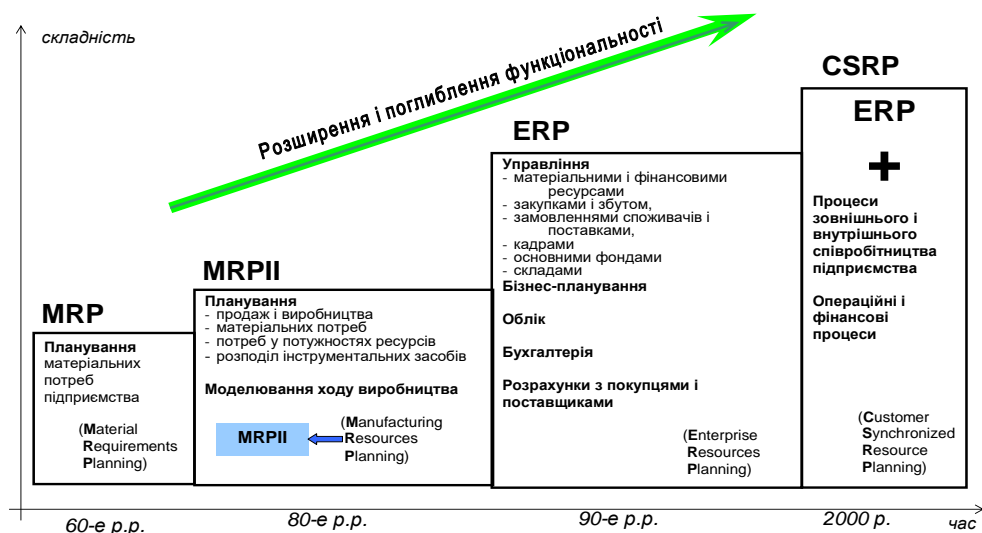 складність
Розширення і поглиблення функціональності
MRP
Планування
матеріальних
потреб
підприємства
(Material
Requirements
Planning)
MRPII
Планування
- продаж і виробництва
- матеріальних потреб
- потреб у потужностях ресурсів
- розподіл інструментальних засобів
Моделювання ходу виробництва
MRPII
(Manufacturing
Resources
Planning)
ERP
Управління
- матеріальними і фінансовими
ресурсами
- закупками і збутом,
- замовленнями споживачів і
поставками,
- кадрами
- основними фондами
- складами
Бізнес-планування
Облік
Бухгалтерія
Розрахунки з покупцями і
поставщиками
(Enterprise
Resources
Planning)
CSRP
ERP
+
Процеси
зовнішнього і
внутрішнього
співробітництва
підприємства
Операційні і
фінансові
процеси
(Customer
Synchronized
Resource
Planning)
60-е р.р.
80-е р.р.
90-е р.р.
2000 р.
час